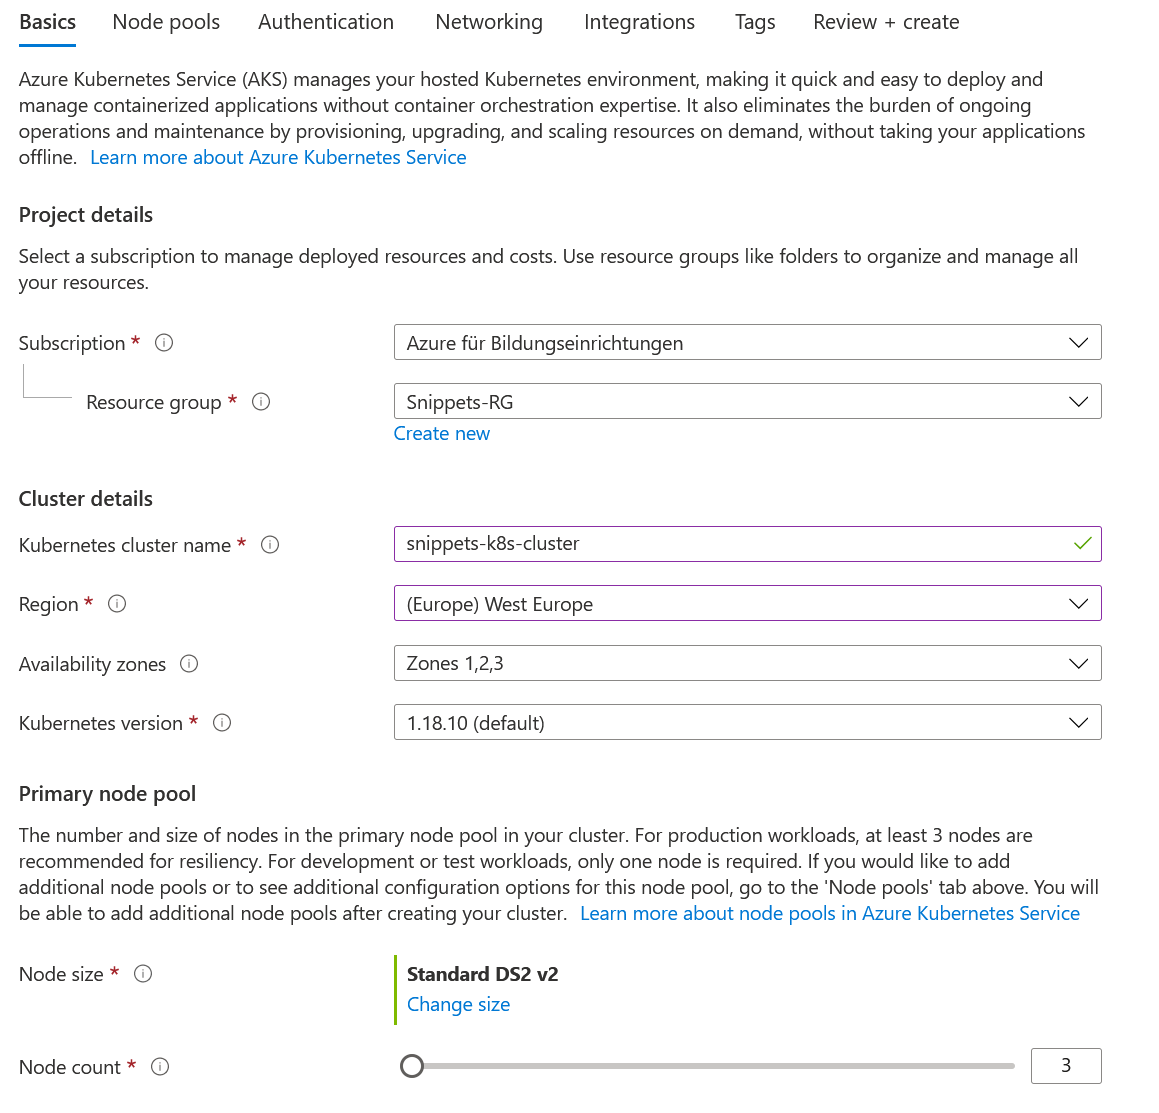 Basics Node pools Authentication Networking Integrations Tags Review + create
Azure Kubernetes Service (AKS) manages your hosted Kubernetes environment, making it quick and easy to deploy and
manage containerized applications without container orchestration expertise. It also eliminates the burden of ongoing
operations and maintenance by provisioning, upgrading, and scaling resources on demand, without taking your applications
offline. Learn more about Azure Kubernetes Service
Project details
Select a subscription to manage deployed resources and costs. Use resource groups like folders to organize and manage all
your resources.
Subscription * Azure für Bildungseinrichtungen
Resource group * Snippets-RG
Create new
Cluster details
Kubernetes cluster name * snippets-k8s-cluster
Region * (Europe) West Europe
Availability zones Zones 1,2,3
Kubernetes version * 1.18.10 (default)
Primary node pool
The number and size of nodes in the primary node pool in your cluster. For production workloads, at least 3 nodes are
recommended for resiliency. For development or test workloads, only one node is required. If you would like to add
additional node pools or to see additional configuration options for this node pool, go to the 'Node pools' tab above. You will
be able to add additional node pools after creating your cluster. Learn more about node pools in Azure Kubernetes Service
Node size * Standard DS2 v2
Change size
Node count * 3